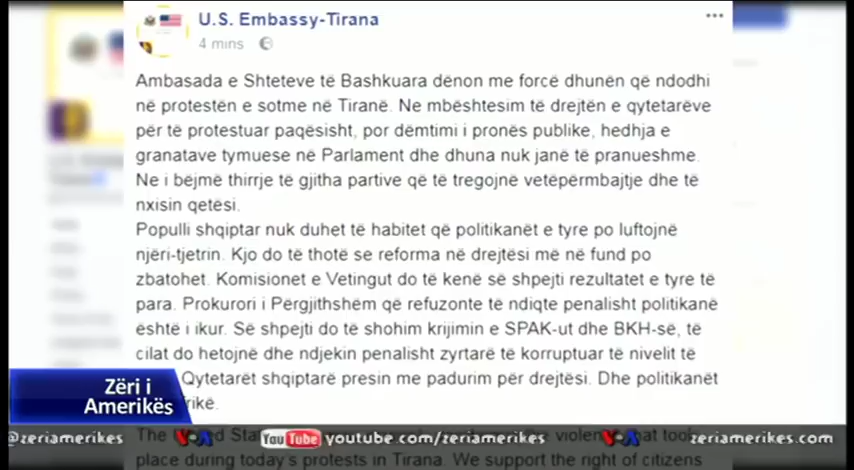 U.S. Embassy-Tirana
4 mins
Ambasada e Shteteve të Bashkuara dënon me forcë dhunën që ndodhi
në protestën e sotme në Tiranë. Ne mbështesim të drejtën e qytetarëve
për të protestuar paqësisht, por dëmtimi i pronës publike, hedhja e
granatave tymuese në Parlament dhe dhuna nuk janë të pranueshme.
Ne i bëjmë thirrje të gjitha partive që të tregojnë vetëpërmbajtje dhe të
nxisin qetësi.
Populli shqiptar nuk duhet të habitet që politikanët e tyre po luftojnë
njëri-tjetrin. Kjo do të thotë se reforma në drejtësi më në fund po
zbatohet. Komisionet e Vetingut do të kenë së shpejti rezultatet e tyre të
para. Prokurori i Përgjithshëm që refuzonte të ndiqte penalisht politikanë
është i ikur. Së shpejti do të shohim krijimin e SPAK-ut dhe BKH-së, të
cilat do hetojnë dhe ndjekin penalisht zyrtarë të korruptuar të nivelit të
Qytetarët shqiptarë presin me padurim për drejtësi. Dhe politikanët
Zëri i
Amerikës
@zeriamerikes VOA YouTube youtube.com/zeriamerikes VOA zeriamerikes.com/
The
place during today's protests in Tirana. We support the right of citizens